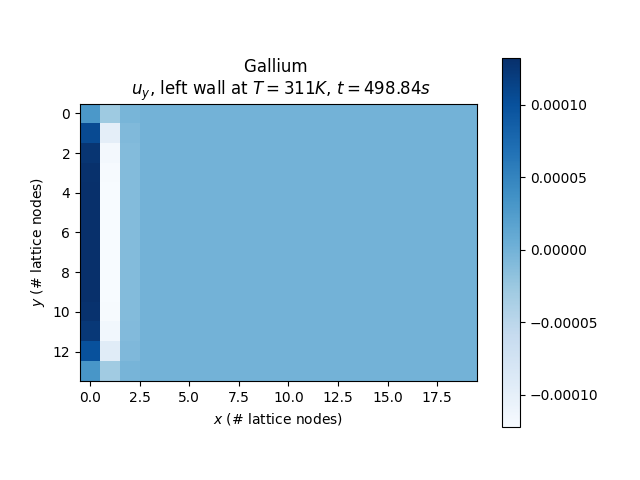 Gallium
u_y, left wall at T = 311K, t = 498.84s
0
2
4
6
8
10
12
y (# lattice nodes)
0.0 2.5 5.0 7.5 10.0 12.5 15.0 17.5
x (# lattice nodes)
0.00010
0.00005
0.00000
−0.00005
−0.00010